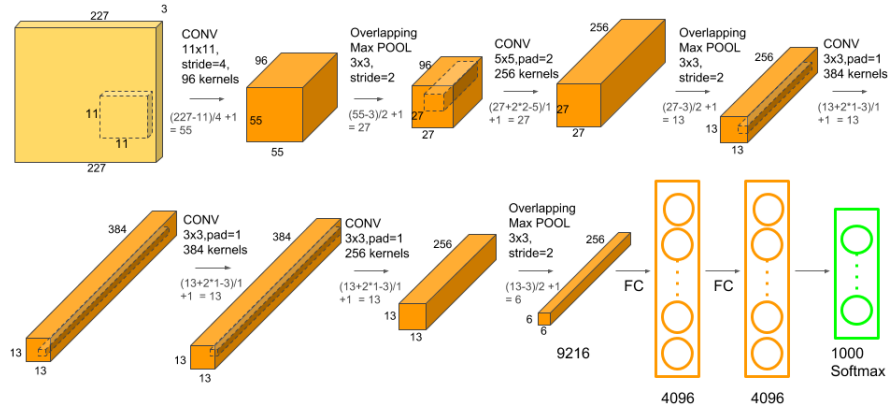 227
3
11
11
227
CONV
11x11,
stride=4,
96 kernels
(227-11)/4 +1
= 55
96
55
55
Overlapping
Max POOL
3x3,
stride=2
(55-3)/2 +1
= 27
96
27
27
CONV
5x5,pad=2
256 kernels
(27+2*2-5)/1
+1 = 27
256
27
27
Overlapping
Max POOL
3x3,
stride=2
(27-3)/2 +1
= 13
256
13
13
CONV
3x3,pad=1
384 kernels
(13+2*1-3)/1
+1 = 13
384
13
13
CONV
3x3,pad=1
384 kernels
(13+2*1-3)/1
+1 = 13
384
13
13
CONV
3x3,pad=1
256 kernels
(13+2*1-3)/1
+1 = 13
256
13
13
Overlapping
Max POOL
3x3,
stride=2
(13-3)/2 +1
= 6
256
6
6
9216
FC
4096
FC
4096
1000
Softmax